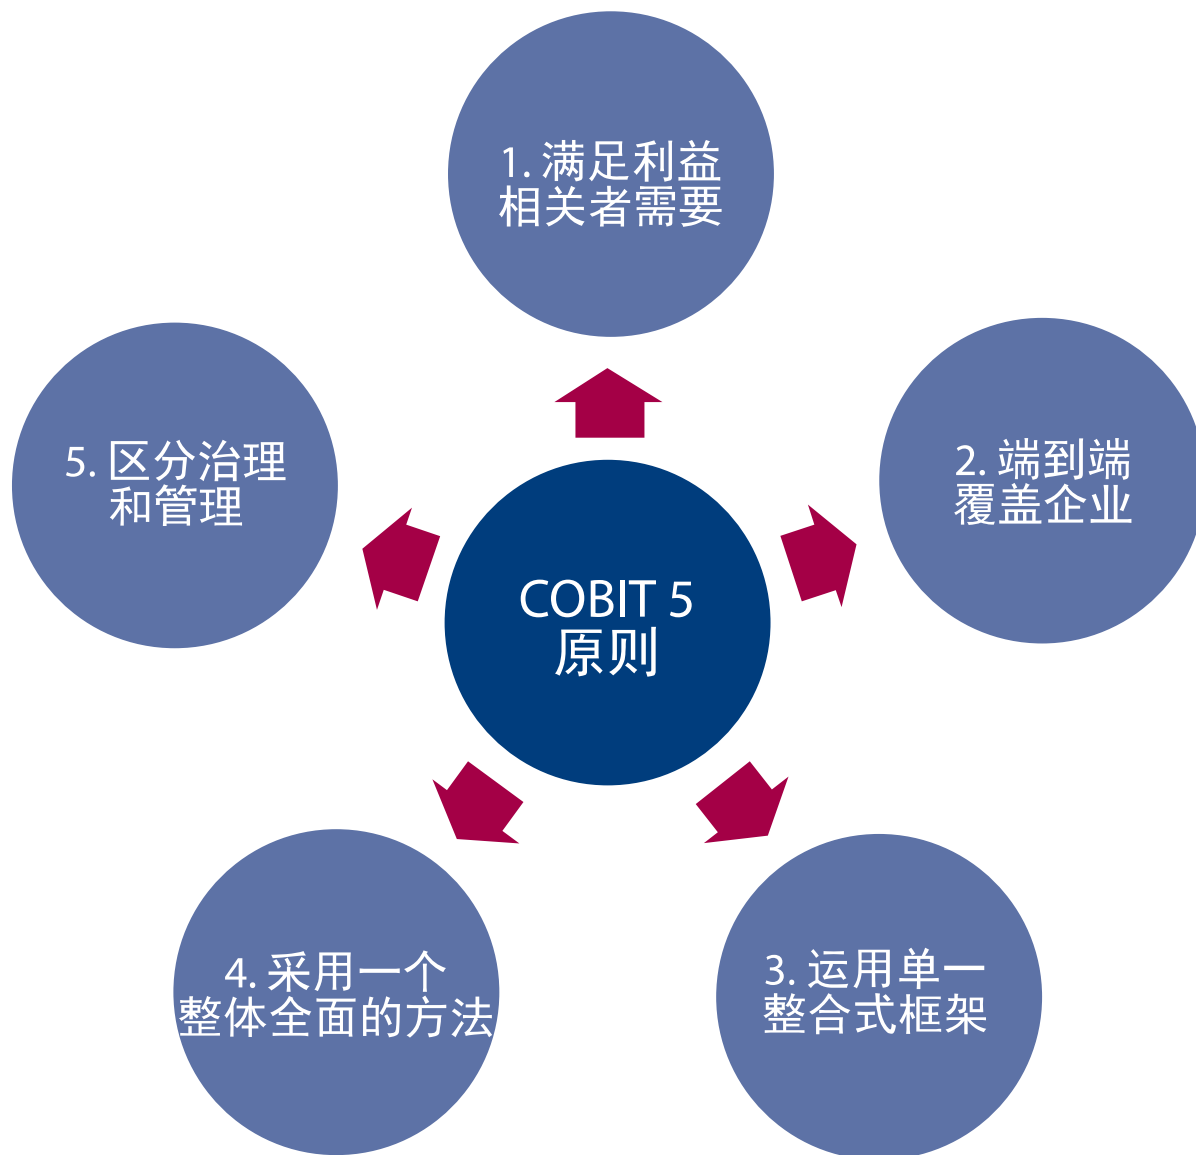 1. 满足利益
相关者需要
2. 端到端
覆盖企业
5. 区分治理
和管理
COBIT 5
原则
4. 采用一个
整体全面的方法
3. 运用单一
整合式框架